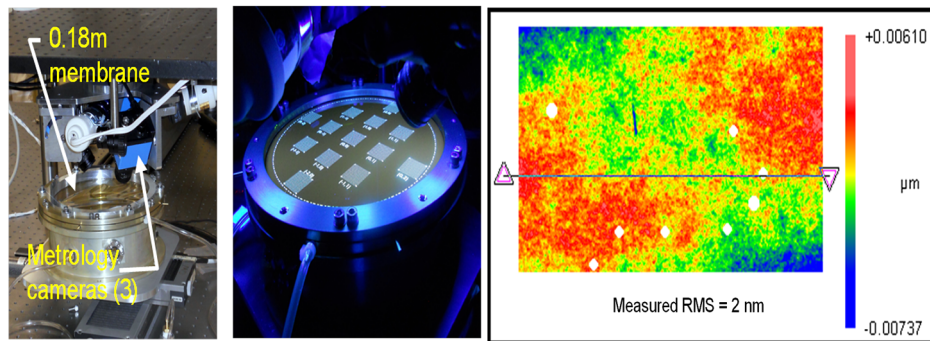 0.18m
membrane
Metrology
cameras (3)
+0.00610
µm
-0.00737
Measured RMS = 2 nm